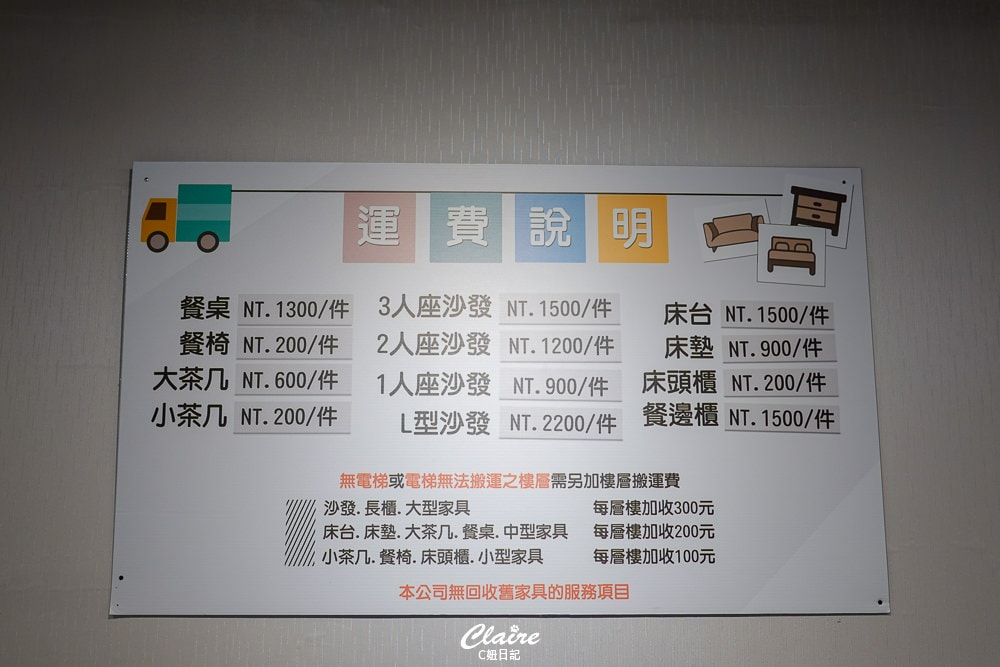 運費說明
餐桌 NT.1300/件
餐椅 NT.200/件
大茶几 NT.600/件
小茶几 NT.200/件
3人座沙發 NT.1500/件
2人座沙發 NT.1200/件
1人座沙發 NT.900/件
L型沙發 NT.2200/件
床台 NT.1500/件
床墊 NT.900/件
床頭櫃 NT.200/件
餐邊櫃 NT.1500/件
無電梯或電梯無法搬運之樓層需另加樓層搬運費
沙發.長櫃.大型家具 每層樓加收300元
床台.床墊.大茶几.餐桌.中型家具 每層樓加收200元
小茶几.餐椅.床頭櫃.小型家具 每層樓加收100元
本公司無回收舊家具的服務項目
Claire
C妞日記